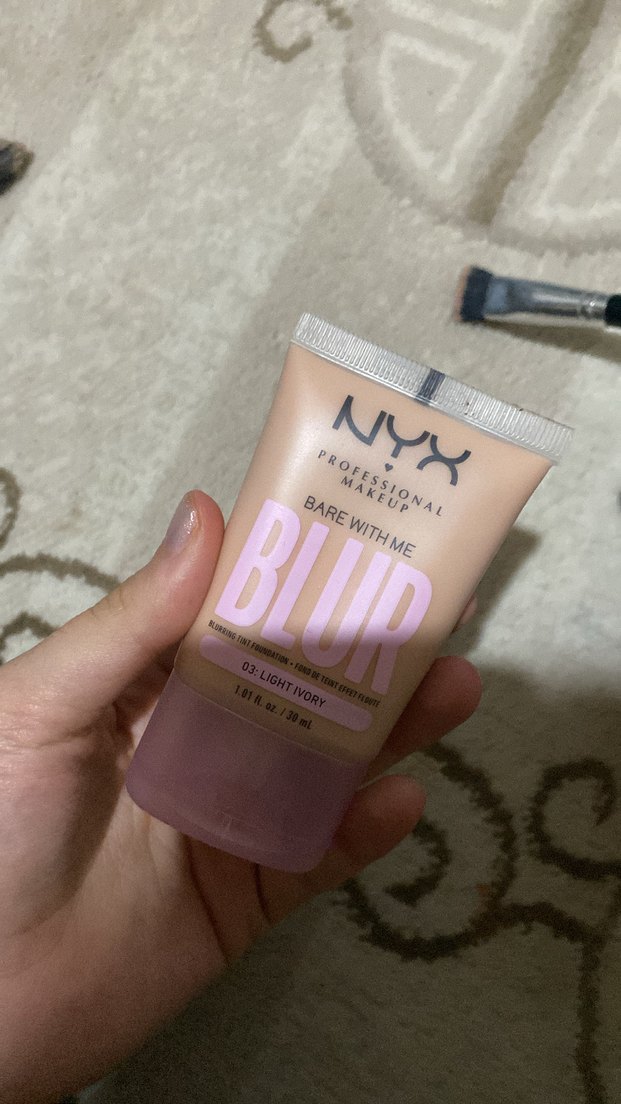 NYX
PROFESSIONAL
MAKEUP
BARE WITH ME
BLUR
BLURRING TINT FOUNDATION • FOND DE TEINT EFFET FLOUTÉ
03: LIGHT IVORY
1.01 fl. oz. / 30 mL